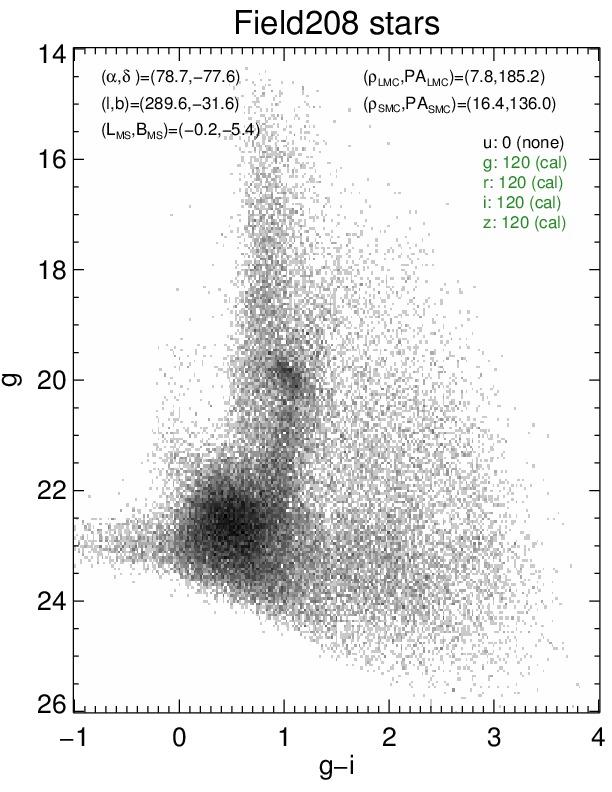 Field208 stars
(α,δ )=(78.7,−77.6)
(l,b)=(289.6,−31.6)
(LMS,BMS)=(−0.2,−5.4)
(ρLMC,PALMC)=(7.8,185.2)
(ρSMC,PASMC)=(16.4,136.0)
u: 0 (none)
g: 120 (cal)
r: 120 (cal)
i: 120 (cal)
z: 120 (cal)
14
16
18
20
22
24
26
g
−1 0 1 2 3 4
g−i